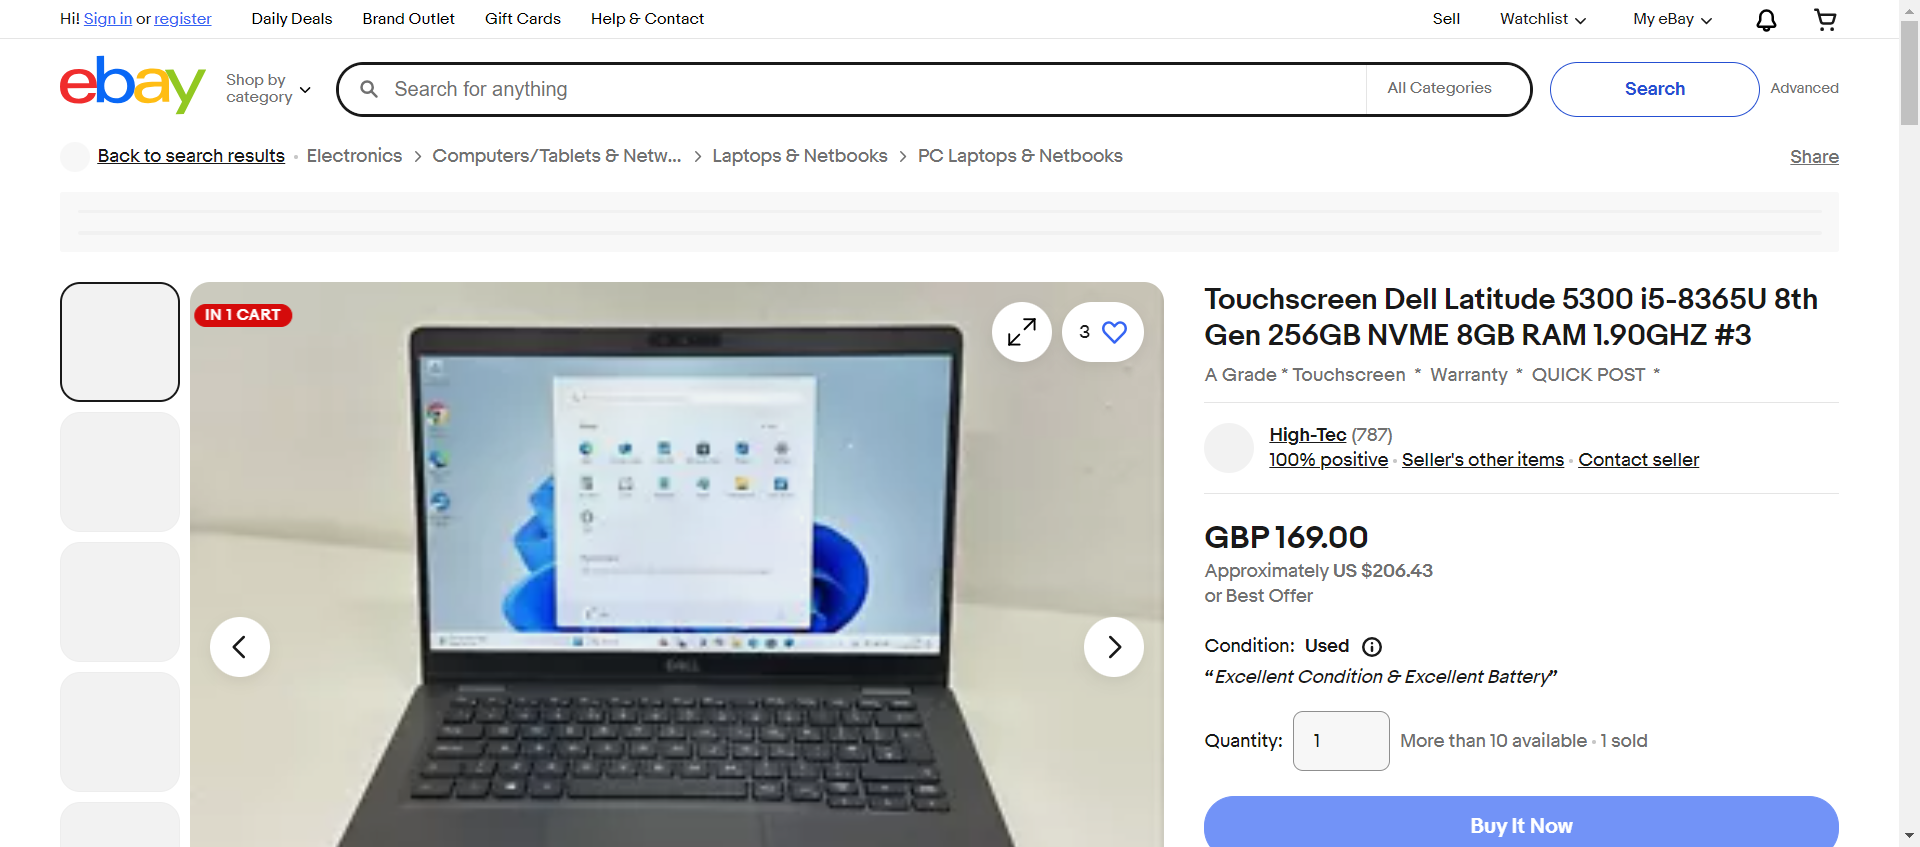 Hi! Sign in or register
Daily Deals
Brand Outlet
Gift Cards
Help & Contact
Sell
Watchlist
My eBay
ebay
Shop by
category
Search for anything
All Categories
Search
Advanced
Back to search results
Electronics
Computers/Tablets & Netw...
Laptops & Netbooks
PC Laptops & Netbooks
Share
IN 1 CART
3
DELL
Touchscreen Dell Latitude 5300 i5-8365U 8th
Gen 256GB NVME 8GB RAM 1.90GHZ #3
A Grade * Touchscreen * Warranty * QUICK POST *
High-Tec (787)
100% positive
Seller's other items
Contact seller
GBP 169.00
Approximately US $206.43
or Best Offer
Condition: Used
“Excellent Condition & Excellent Battery”
Quantity: 1
More than 10 available · 1 sold
Buy It Now